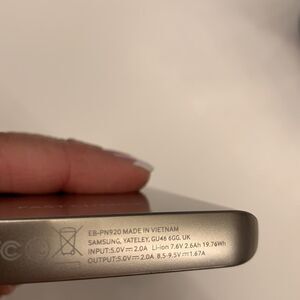 EB-PN920 MADE IN VIETNAM
SAMSUNG, YATELEY, GU46 6GG, UK
INPUT:5.0V⎓2.0A Li-ion 7.6V 2.6Ah 19.76Wh
OUTPUT:5.0V⎓2.0A 8.5-9.5V⎓1.67A